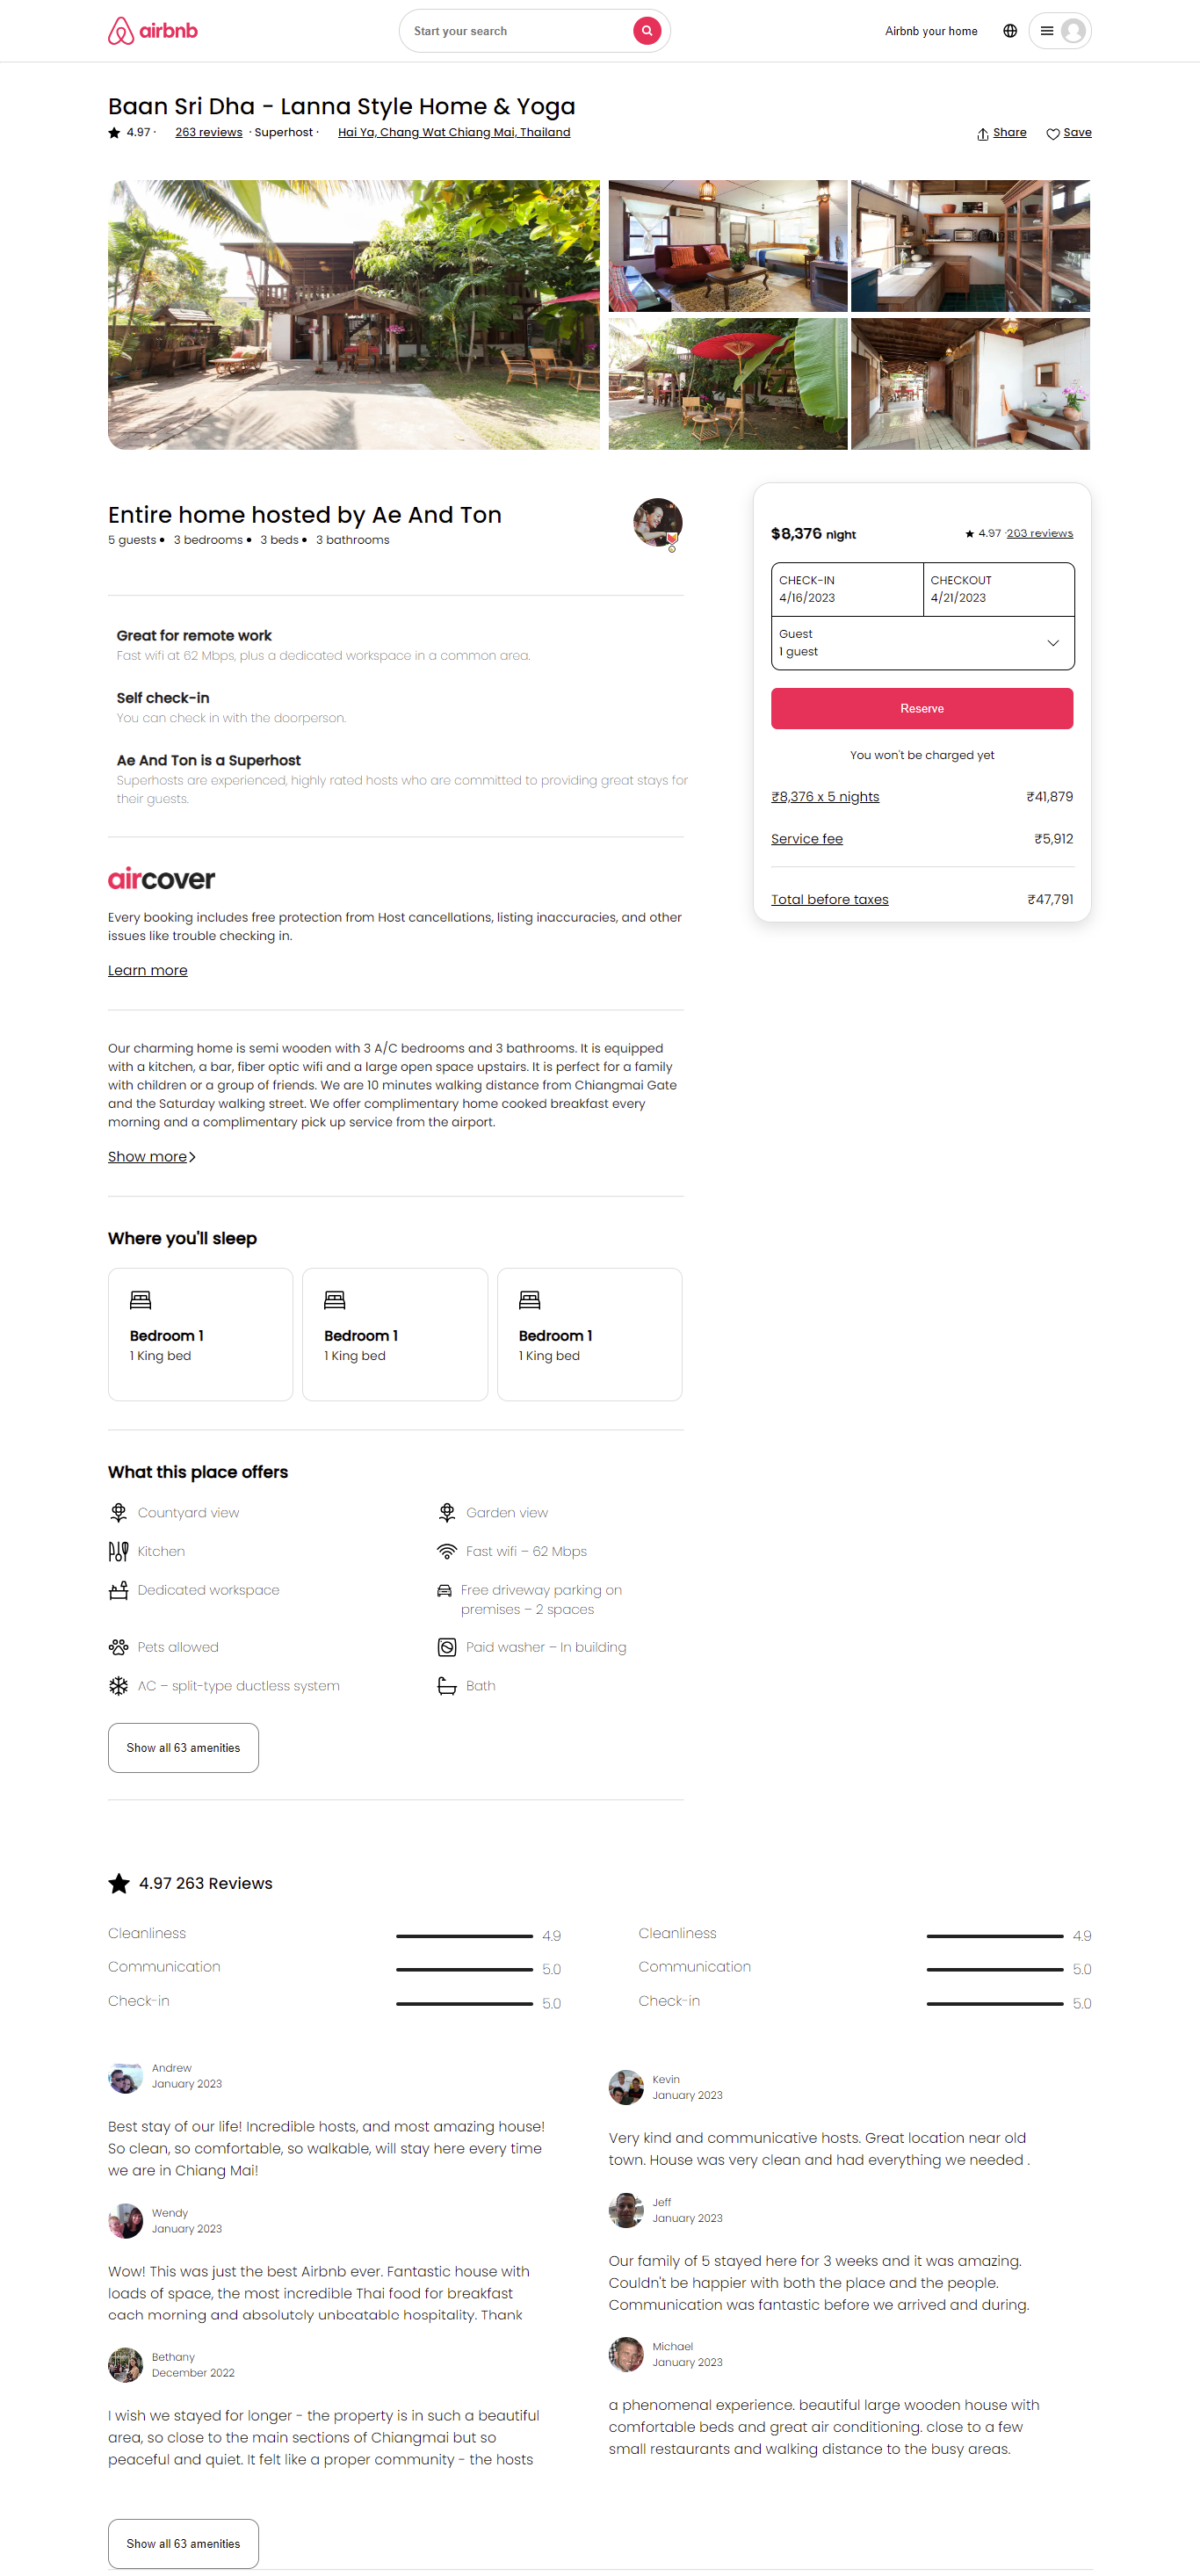 airbnb
Start your search
Airbnb your home
Baan Sri Dha - Lanna Style Home & Yoga
4.97 · 263 reviews · Superhost · Hai Ya, Chang Wat Chiang Mai, Thailand
Share
Save
Entire home hosted by Ae And Ton
5 guests • 3 bedrooms • 3 beds • 3 bathrooms
Great for remote work
Fast wifi at 62 Mbps, plus a dedicated workspace in a common area.
Self check-in
You can check in with the doorperson.
Ae And Ton is a Superhost
Superhosts are experienced, highly rated hosts who are committed to providing great stays for
their guests.
$8,376 night
4.97 ·263 reviews
CHECK-IN
4/16/2023
CHECKOUT
4/21/2023
Guest
1 guest
Reserve
You won't be charged yet
₹8,376 x 5 nights
₹41,879
Service fee
₹5,912
Total before taxes
₹47,791
aircover
Every booking includes free protection from Host cancellations, listing inaccuracies, and other
issues like trouble checking in.
Learn more
Our charming home is semi wooden with 3 A/C bedrooms and 3 bathrooms. It is equipped
with a kitchen, a bar, fiber optic wifi and a large open space upstairs. It is perfect for a family
with children or a group of friends. We are 10 minutes walking distance from Chiangmai Gate
and the Saturday walking street. We offer complimentary home cooked breakfast every
morning and a complimentary pick up service from the airport.
Show more
Where you'll sleep
Bedroom 1
1 King bed
Bedroom 1
1 King bed
Bedroom 1
1 King bed
What this place offers
Countyard view
Garden view
Kitchen
Fast wifi – 62 Mbps
Dedicated workspace
Free driveway parking on
premises – 2 spaces
Pets allowed
Paid washer – In building
AC – split-type ductless system
Bath
Show all 63 amenities
4.97 263 Reviews
Cleanliness 4.9
Communication 5.0
Check-in 5.0
Cleanliness 4.9
Communication 5.0
Check-in 5.0
Andrew
January 2023
Best stay of our life! Incredible hosts, and most amazing house!
So clean, so comfortable, so walkable, will stay here every time
we are in Chiang Mai!
Wendy
January 2023
Wow! This was just the best Airbnb ever. Fantastic house with
loads of space, the most incredible Thai food for breakfast
each morning and absolutely unbeatable hospitality. Thank
Bethany
December 2022
I wish we stayed for longer - the property is in such a beautiful
area, so close to the main sections of Chiangmai but so
peaceful and quiet. It felt like a proper community - the hosts
Kevin
January 2023
Very kind and communicative hosts. Great location near old
town. House was very clean and had everything we needed .
Jeff
January 2023
Our family of 5 stayed here for 3 weeks and it was amazing.
Couldn't be happier with both the place and the people.
Communication was fantastic before we arrived and during.
Michael
January 2023
a phenomenal experience. beautiful large wooden house with
comfortable beds and great air conditioning. close to a few
small restaurants and walking distance to the busy areas.
Show all 63 amenities